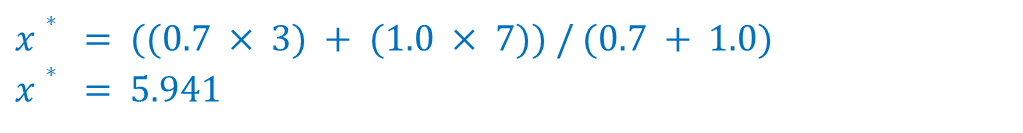 x* = ((0.7 × 3) + (1.0 × 7)) / (0.7 + 1.0)
x* = 5.941